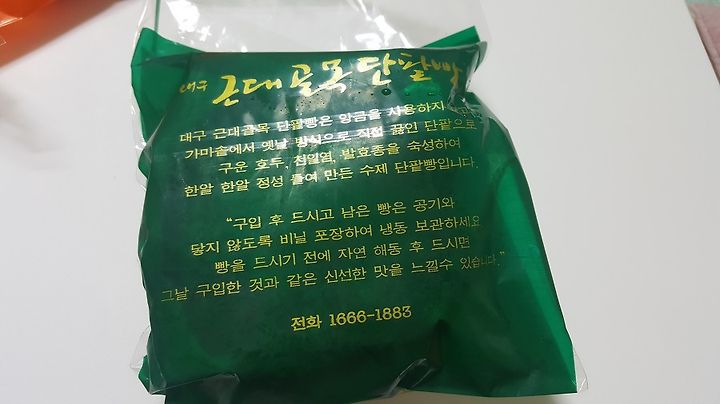 대구 근대골목단팥빵
대구 근대골목 단팥빵은 앙금을 사용하지
가마솥에서 옛날 방식으로 직접 끓인 단팥으로
구운 호두, 천일염, 발효종을 숙성하여
한알 한알 정성 들여 만든 수제 단팥빵입니다.
“구입 후 드시고 남은 빵은 공기와
닿지 않도록 비닐 포장하여 냉동 보관하세요
빵을 드시기 전에 자연 해동 후 드시면
그날 구입한 것과 같은 신선한 맛을 느낄수 있습니다.”
전화 1666-1883